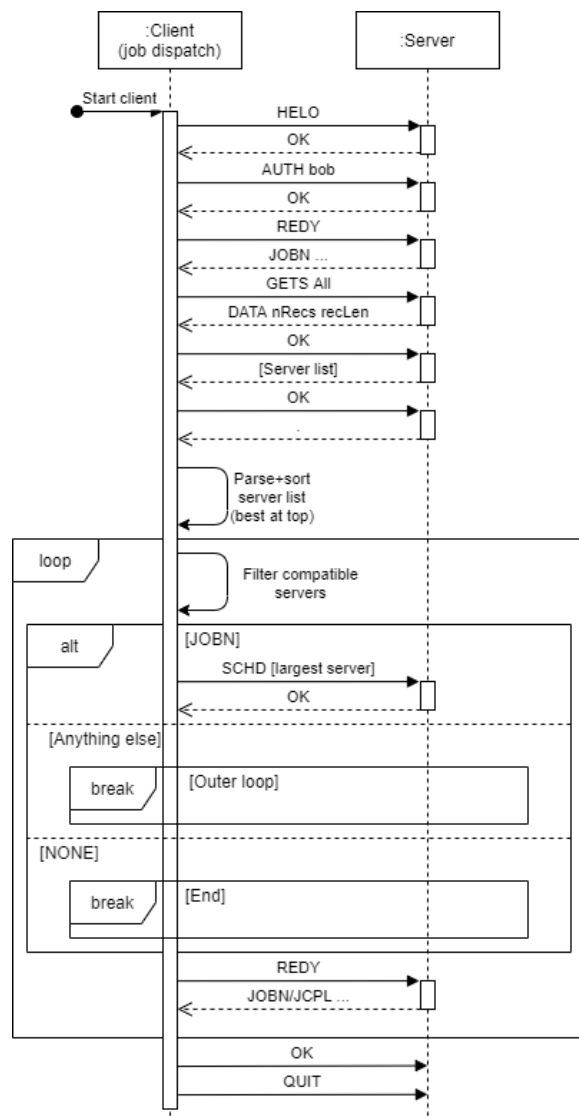 :Client
(job dispatch)
:Server
Start client
HELO
OK
AUTH bob
OK
REDY
JOBN ...
GETS All
DATA nRecs recLen
OK
[Server list]
OK
.
Parse+sort
server list
(best at top)
loop
Filter compatible
servers
alt
[JOBN]
SCHD [largest server]
OK
[Anything else]
break
[Outer loop]
[NONE]
break
[End]
REDY
JOBN/JCPL ...
OK
QUIT